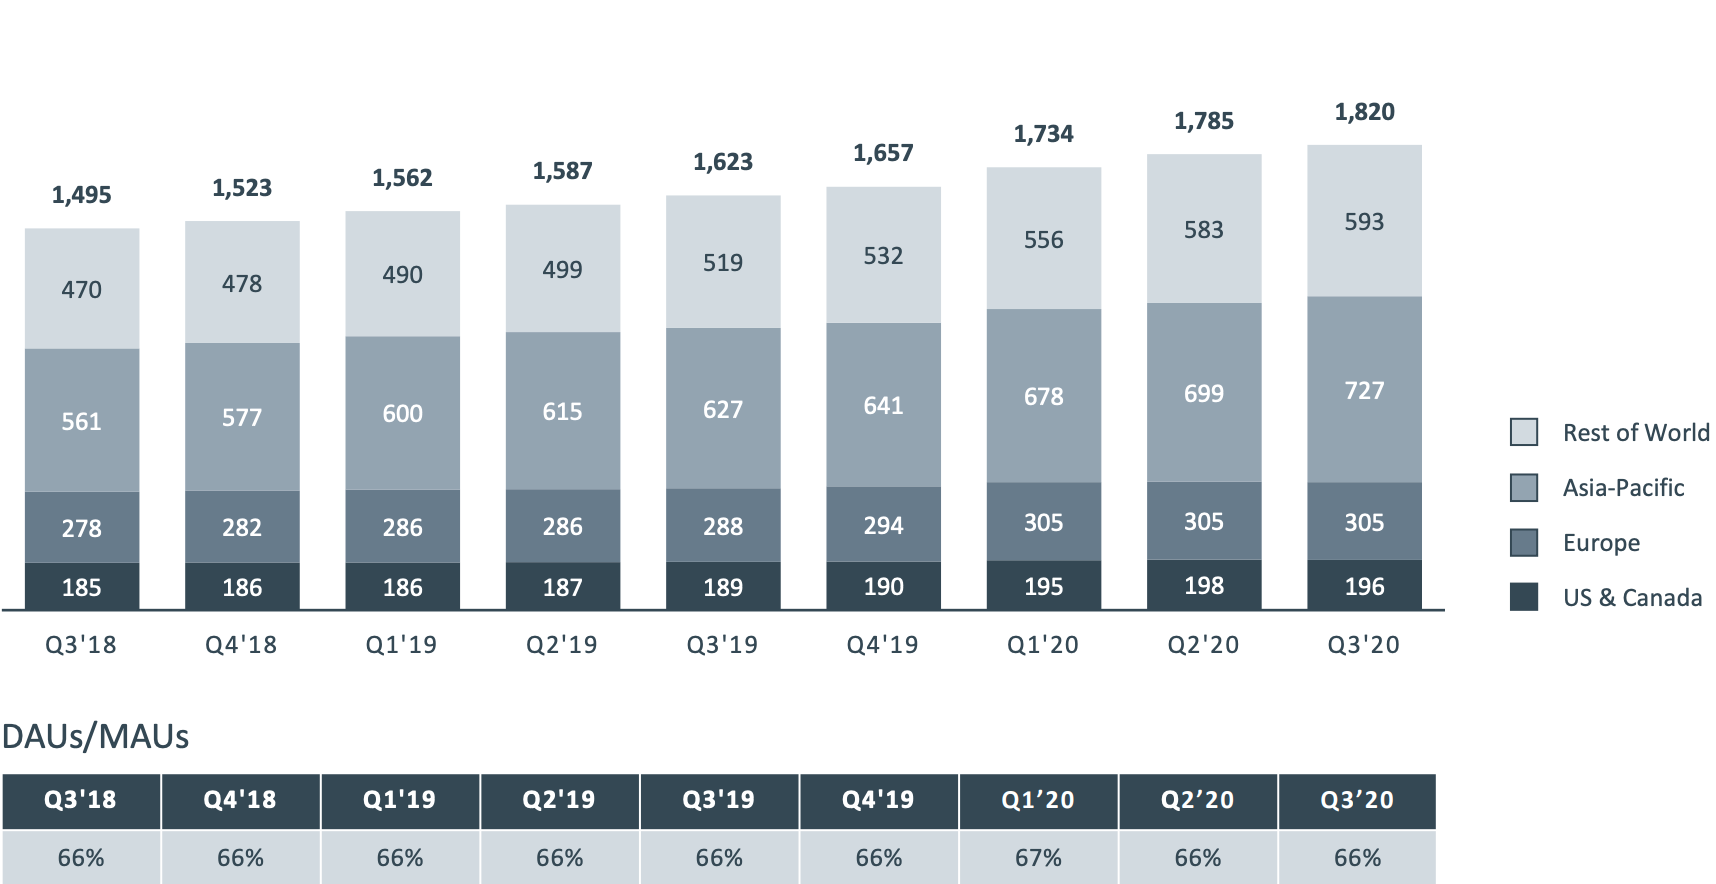 1,495 1,523 1,562 1,587 1,623 1,657 1,734 1,785 1,820
470 478 490 499 519 532 556 583 593
561 577 600 615 627 641 678 699 727
278 282 286 286 288 294 305 305 305
185 186 186 187 189 190 195 198 196
Q3'18 Q4'18 Q1'19 Q2'19 Q3'19 Q4'19 Q1'20 Q2'20 Q3'20
Rest of World
Asia-Pacific
Europe
US & Canada
DAUs/MAUs
Q3'18 Q4'18 Q1'19 Q2'19 Q3'19 Q4'19 Q1’20 Q2’20 Q3’20
66% 66% 66% 66% 66% 66% 67% 66% 66%